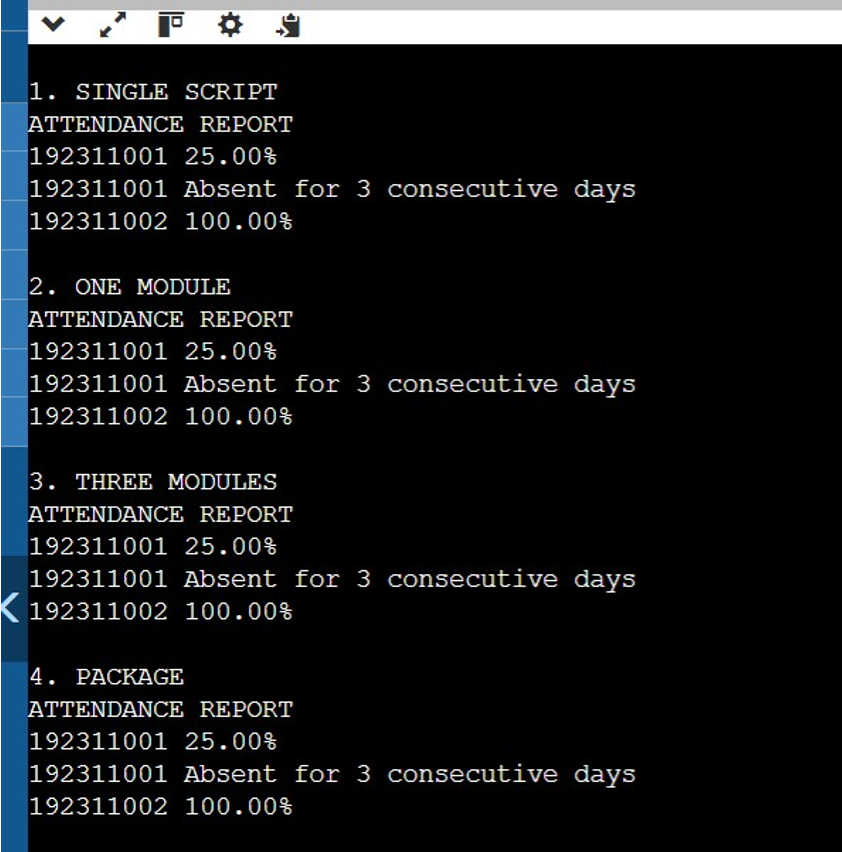 1. SINGLE SCRIPT
ATTENDANCE REPORT
192311001 25.00%
192311001 Absent for 3 consecutive days
192311002 100.00%
2. ONE MODULE
ATTENDANCE REPORT
192311001 25.00%
192311001 Absent for 3 consecutive days
192311002 100.00%
3. THREE MODULES
ATTENDANCE REPORT
192311001 25.00%
192311001 Absent for 3 consecutive days
192311002 100.00%
4. PACKAGE
ATTENDANCE REPORT
192311001 25.00%
192311001 Absent for 3 consecutive days
192311002 100.00%